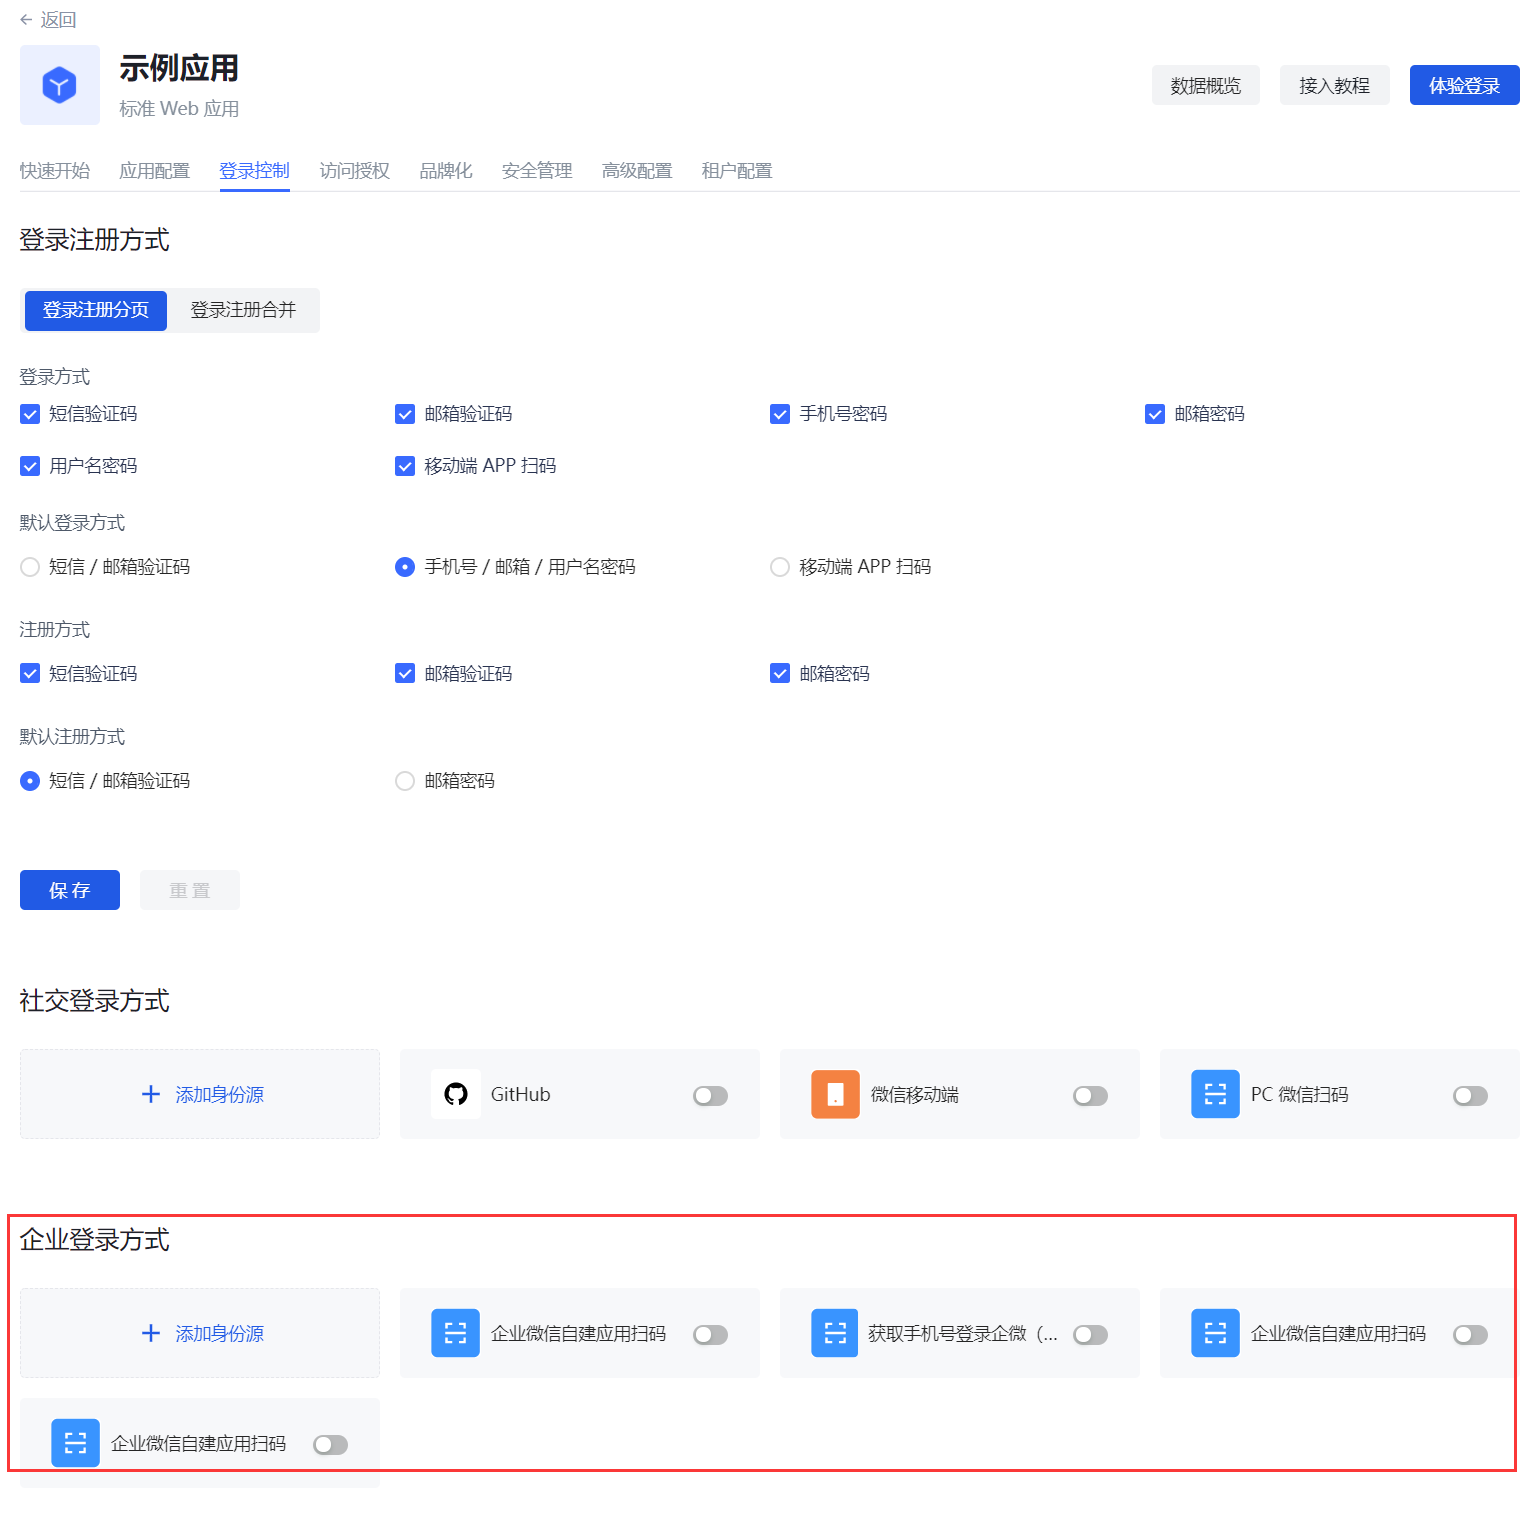 返回
示例应用
标准 Web 应用
数据概览
接入教程
体验登录
快速开始 应用配置 登录控制 访问授权 品牌化 安全管理 高级配置 租户配置
登录注册方式
登录注册分页 登录注册合并
登录方式
短信验证码 邮箱验证码 手机号密码 邮箱密码
用户名密码 移动端 APP 扫码
默认登录方式
短信 / 邮箱验证码 手机号 / 邮箱 / 用户名密码 移动端 APP 扫码
注册方式
短信验证码 邮箱验证码 邮箱密码
默认注册方式
短信 / 邮箱验证码 邮箱密码
保存 重置
社交登录方式
添加身份源 GitHub 微信移动端 PC 微信扫码
企业登录方式
添加身份源 企业微信自建应用扫码 获取手机号登录企微（... 企业微信自建应用扫码
企业微信自建应用扫码